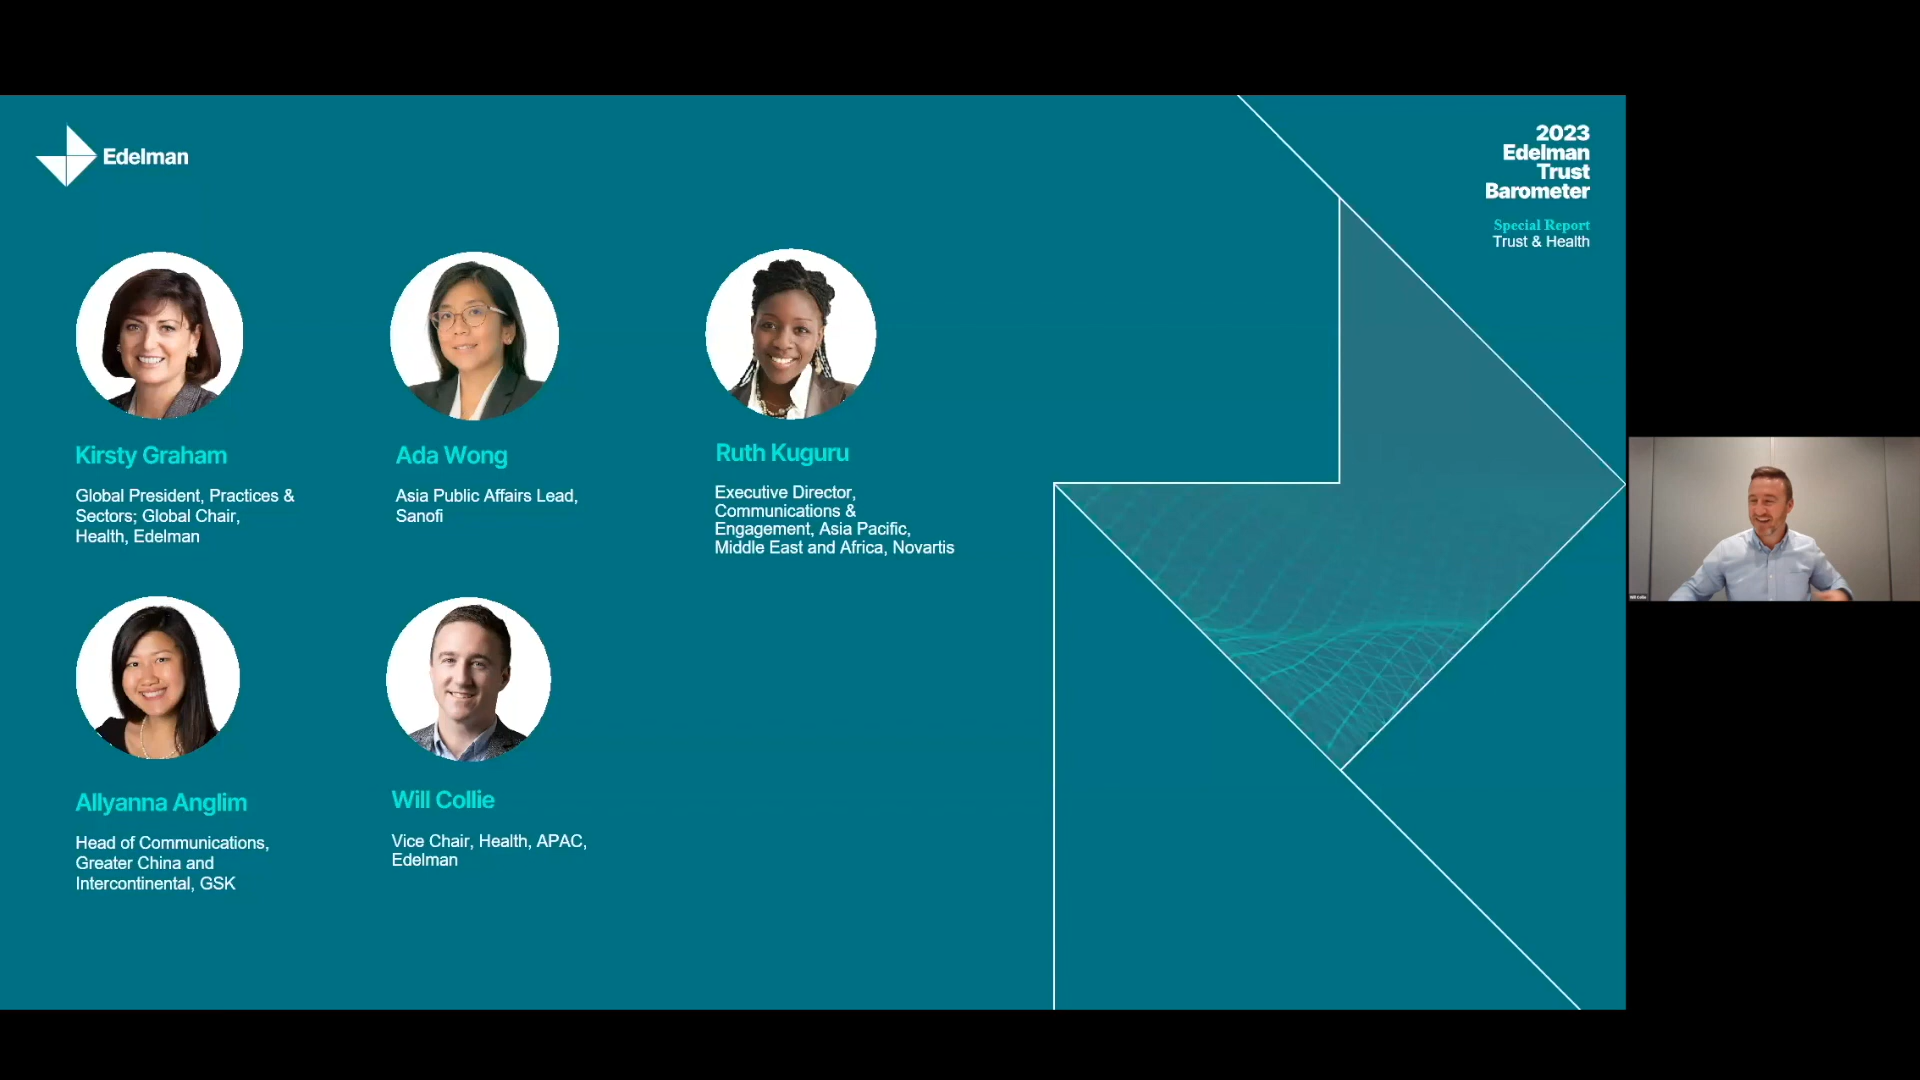 Edelman
2023
Edelman
Trust
Barometer
Special Report
Trust & Health
Kirsty Graham
Global President, Practices &
Sectors; Global Chair,
Health, Edelman
Ada Wong
Asia Public Affairs Lead,
Sanofi
Ruth Kuguru
Executive Director,
Communications &
Engagement, Asia Pacific,
Middle East and Africa, Novartis
Allyanna Anglim
Head of Communications,
Greater China and
Intercontinental, GSK
Will Collie
Vice Chair, Health, APAC,
Edelman
Will Collie